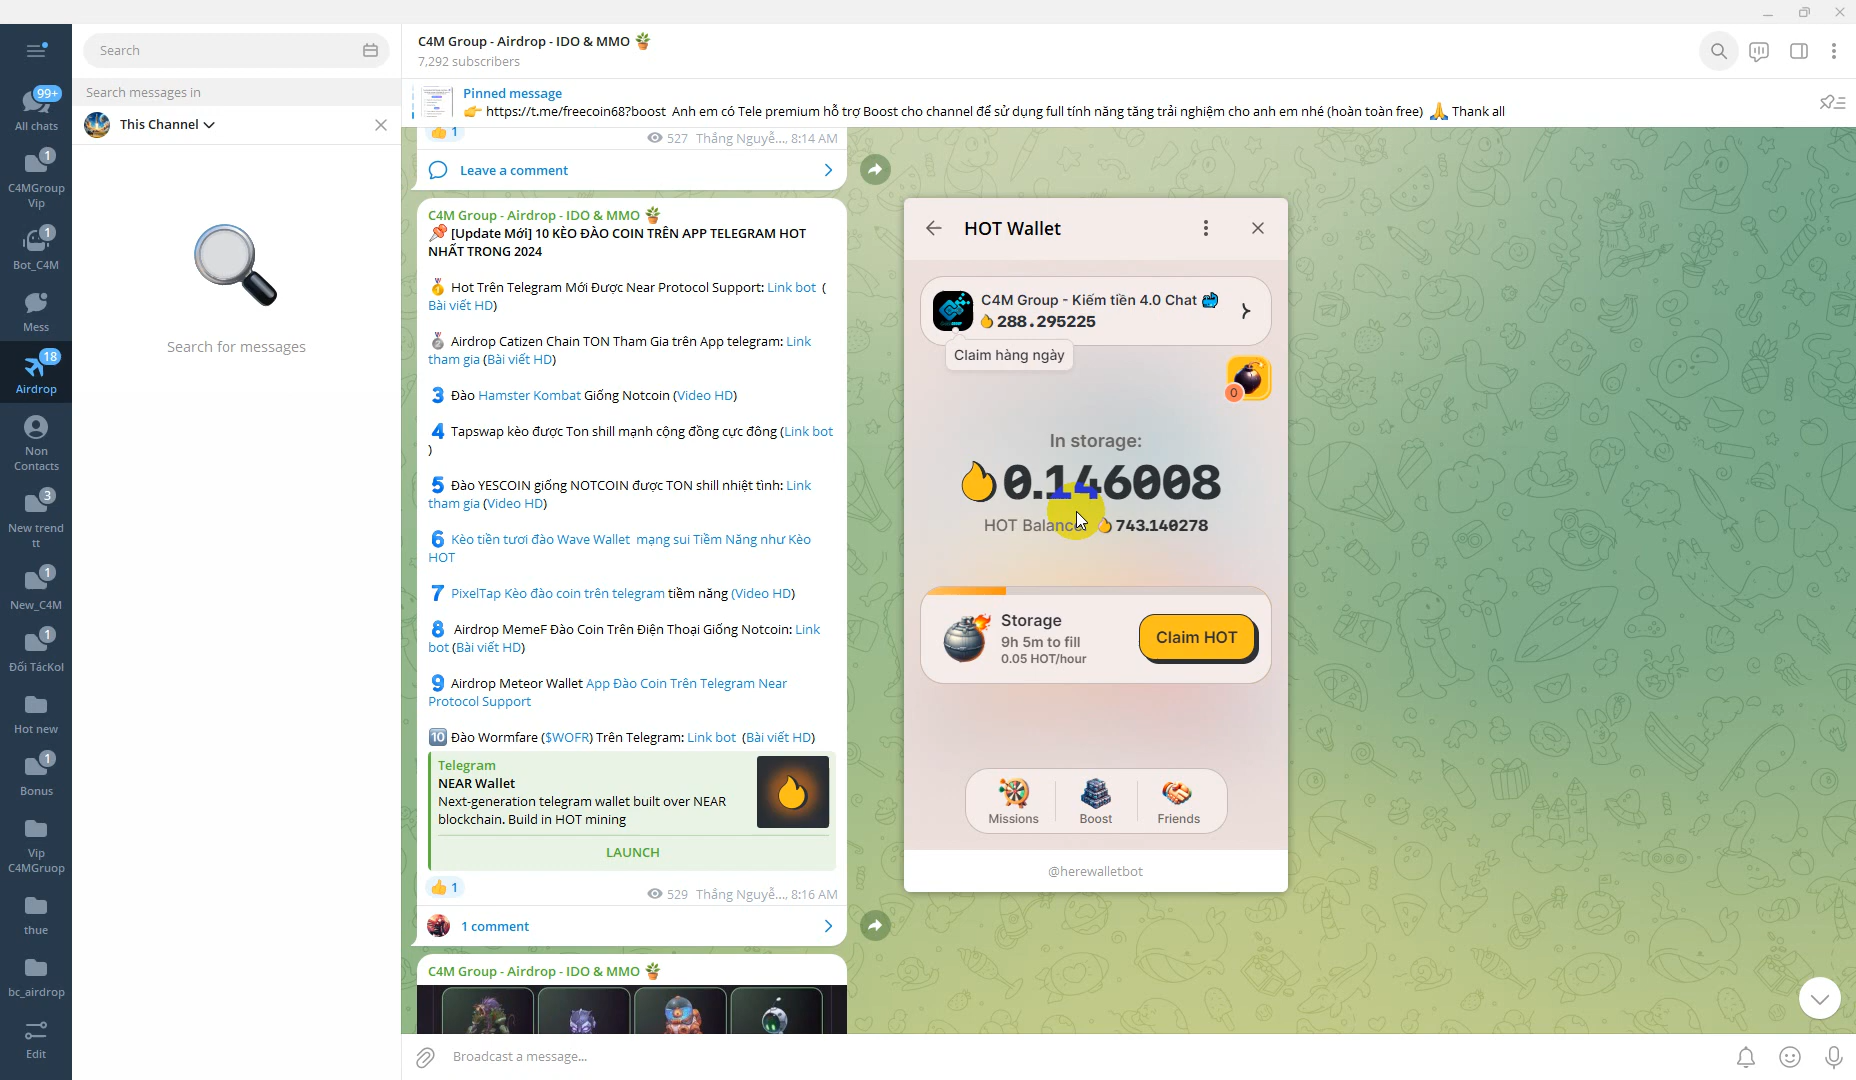 Search
Search messages in
This Channel
Search for messages
99+
All chats
1
C4MGroup
Vip
1
Bot_C4M
Mess
18
Airdrop
Non
Contacts
3
New trend
tt
1
New_C4M
1
Đối TácKol
Hot new
1
Bonus
Vip
C4MGruop
thue
bc_airdrop
Edit
C4M Group - Airdrop - IDO & MMO
7,292 subscribers
Pinned message
https://t.me/freecoin68?boost Anh em có Tele premium hỗ trợ Boost cho channel để sử dụng full tính năng tăng trải nghiệm cho anh em nhé (hoàn toàn free) 🙏 Thank all
👍 1
527 Thắng Nguyễ..., 8:14 AM
Leave a comment
C4M Group - Airdrop - IDO & MMO
[Update Mới] 10 KÈO ĐÀO COIN TRÊN APP TELEGRAM HOT
NHẤT TRONG 2024
🥇 Hot Trên Telegram Mới Được Near Protocol Support: Link bot (
Bài viết HD)
🥈 Airdrop Catizen Chain TON Tham Gia trên App telegram: Link
tham gia (Bài viết HD)
3 Đào Hamster Kombat Giống Notcoin (Video HD)
4 Tapswap kèo được Ton shill mạnh cộng đồng cực đông (Link bot
)
5 Đào YESCOIN giống NOTCOIN được TON shill nhiệt tình: Link
tham gia (Video HD)
6 Kèo tiền tươi đào Wave Wallet mạng sui Tiềm Năng như Kèo
HOT
7 PixelTap Kèo đào coin trên telegram tiềm năng (Video HD)
8 Airdrop MemeF Đào Coin Trên Điện Thoại Giống Notcoin: Link
bot (Bài viết HD)
9 Airdrop Meteor Wallet App Đào Coin Trên Telegram Near
Protocol Support
10 Đào Wormfare ($WOFR) Trên Telegram: Link bot (Bài viết HD)
Telegram
NEAR Wallet
Next-generation telegram wallet built over NEAR
blockchain. Build in HOT mining
LAUNCH
👍 1
529 Thắng Nguyễ..., 8:16 AM
1 comment
C4M Group - Airdrop - IDO & MMO
Broadcast a message...
HOT Wallet
C4M Group - Kiếm tiền 4.0 Chat
288.295225
Claim hàng ngày
0
In storage:
0.146008
HOT Balance: 743.140278
Storage
9h 5m to fill
0.05 HOT/hour
Claim HOT
Missions
Boost
Friends
@herewalletbot